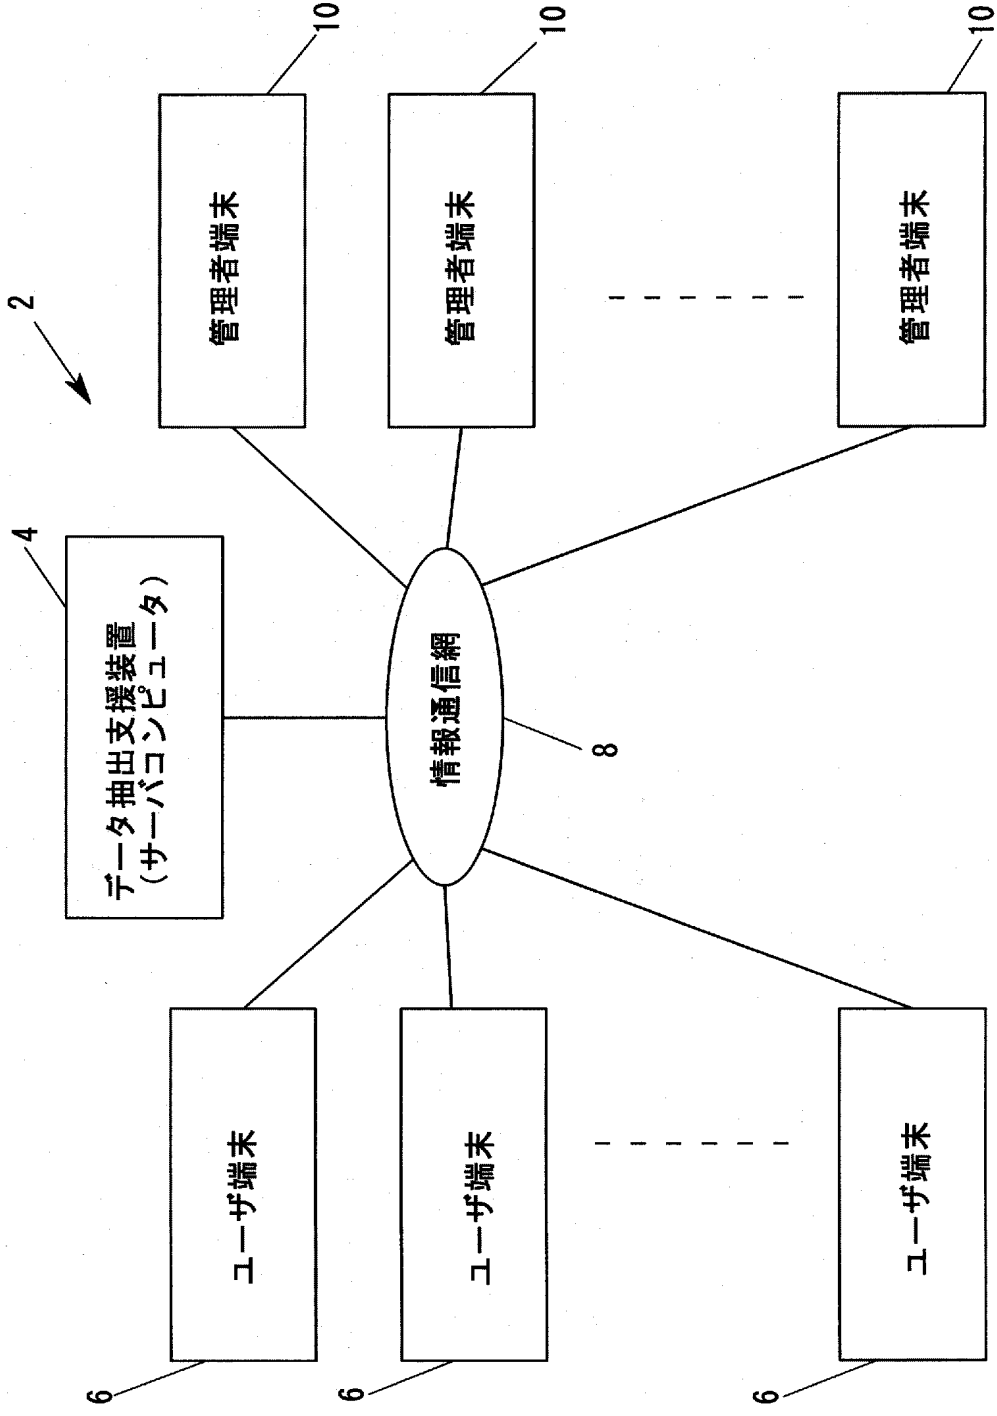 2
4
データ抽出支援装置
(サーバコンピュータ)
6
ユーザ端末
管理者端末
10
情報通信網
8
6
ユーザ端末
管理者端末
10
6
ユーザ端末
管理者端末
10